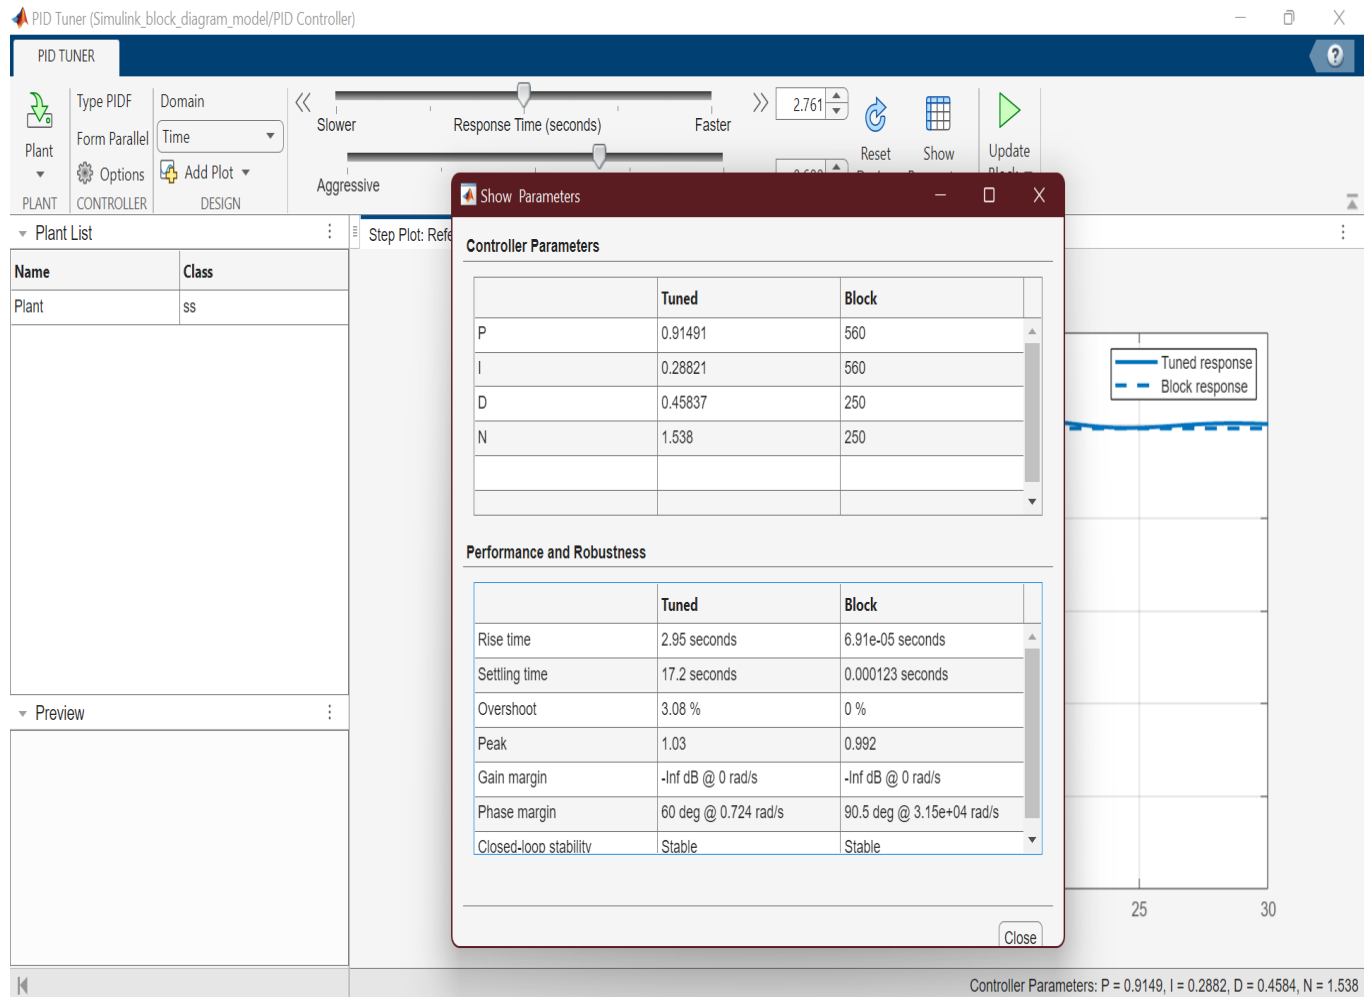 PID Tuner (Simulink_block_diagram_model/PID Controller)
PID TUNER
Plant
PLANT
Type PIDF
Form Parallel
Options
CONTROLLER
Domain
Time
Add Plot
DESIGN
Slower Response Time (seconds) Faster
2.761
Aggressive
Reset
Show
Update
Plant List
Name Class
Plant ss
Preview
Step Plot: Refe
Show Parameters
Controller Parameters
Tuned Block
P 0.91491 560
I 0.28821 560
D 0.45837 250
N 1.538 250
Performance and Robustness
Tuned Block
Rise time 2.95 seconds 6.91e-05 seconds
Settling time 17.2 seconds 0.000123 seconds
Overshoot 3.08 % 0 %
Peak 1.03 0.992
Gain margin -Inf dB @ 0 rad/s -Inf dB @ 0 rad/s
Phase margin 60 deg @ 0.724 rad/s 90.5 deg @ 3.15e+04 rad/s
Closed-loop stability Stable Stable
Close
Tuned response
Block response
25 30
Controller Parameters: P = 0.9149, I = 0.2882, D = 0.4584, N = 1.538